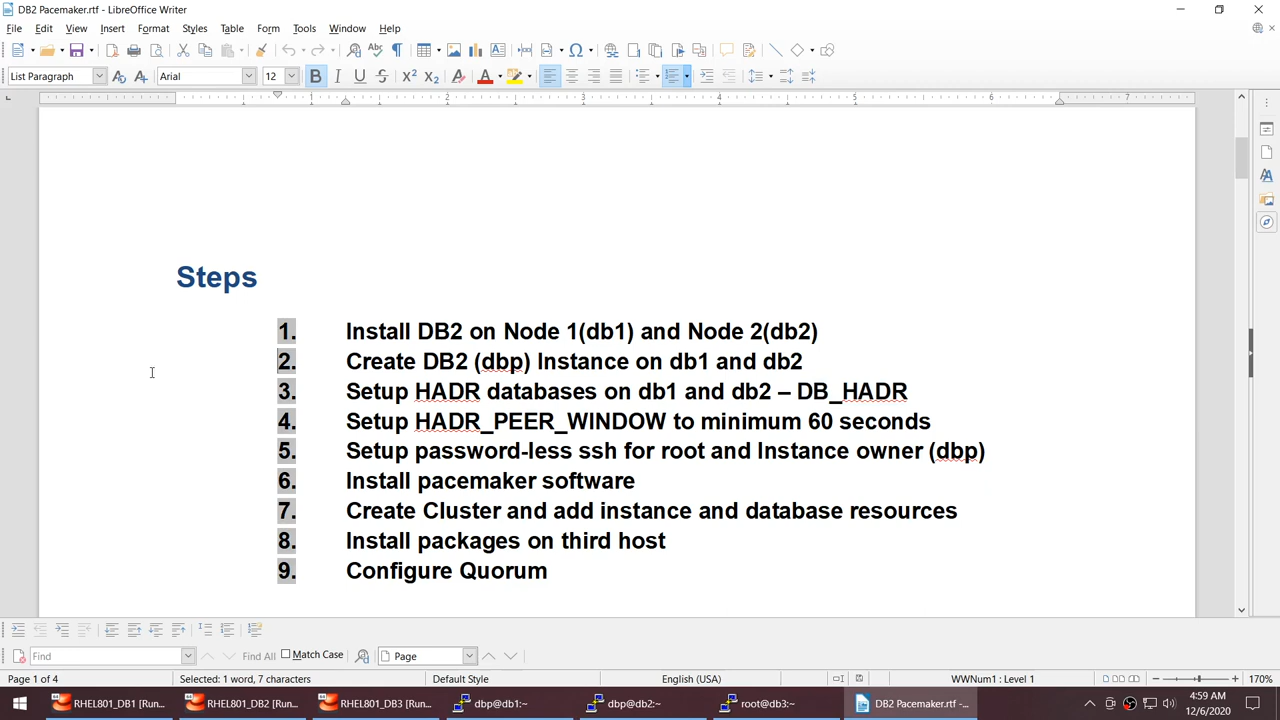 DB2 Pacemaker.rtf - LibreOffice Writer
File Edit View Insert Format Styles Table Form Tools Window Help
List Paragraph Arial 12
1 2 3 4 5 6 7
Steps
1. Install DB2 on Node 1(db1) and Node 2(db2)
2. Create DB2 (dbp) Instance on db1 and db2
3. Setup HADR databases on db1 and db2 – DB_HADR
4. Setup HADR_PEER_WINDOW to minimum 60 seconds
5. Setup password-less ssh for root and Instance owner (dbp)
6. Install pacemaker software
7. Create Cluster and add instance and database resources
8. Install packages on third host
9. Configure Quorum
Find Find All Match Case Page
Page 1 of 4 Selected: 1 word, 7 characters Default Style English (USA) WWNum1 : Level 1 170%
RHEL801_DB1 [Run... RHEL801_DB2 [Run... RHEL801_DB3 [Run... dbp@db1:~ dbp@db2:~ root@db3:~ DB2 Pacemaker.rtf -... 4:59 AM
12/6/2020